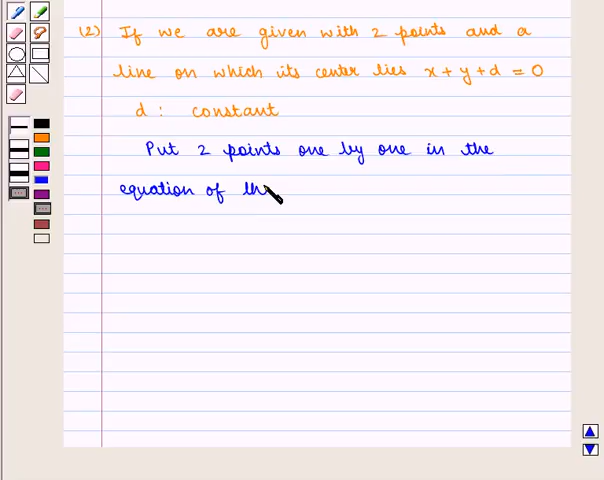 (2) If we are given with 2 points and a
line on which its center lies x + y + d = 0
d : constant
Put 2 points one by one in the
equation of th